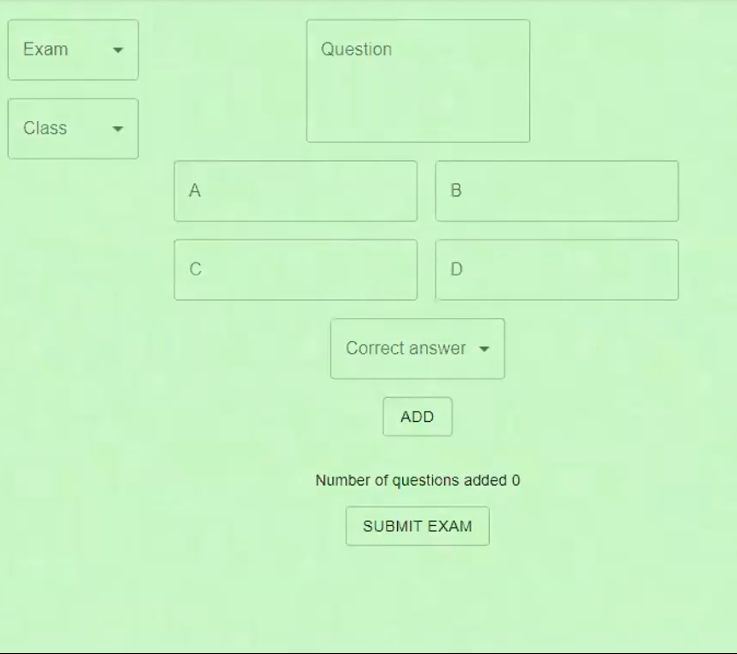 Exam
Class
Question
A
B
C
D
Correct answer
ADD
Number of questions added 0
SUBMIT EXAM